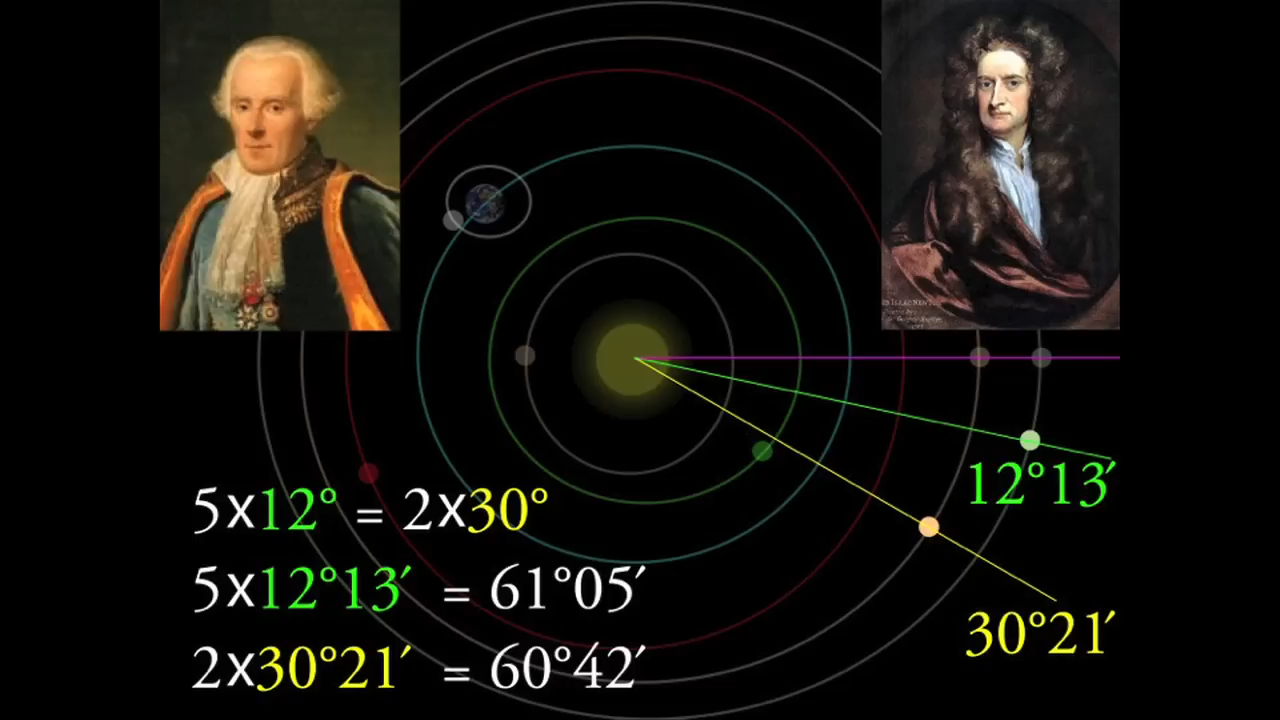 12°13′
5x12° = 2x30°
5x12°13′ = 61°05′
30°21′
2x30°21′ = 60°42′